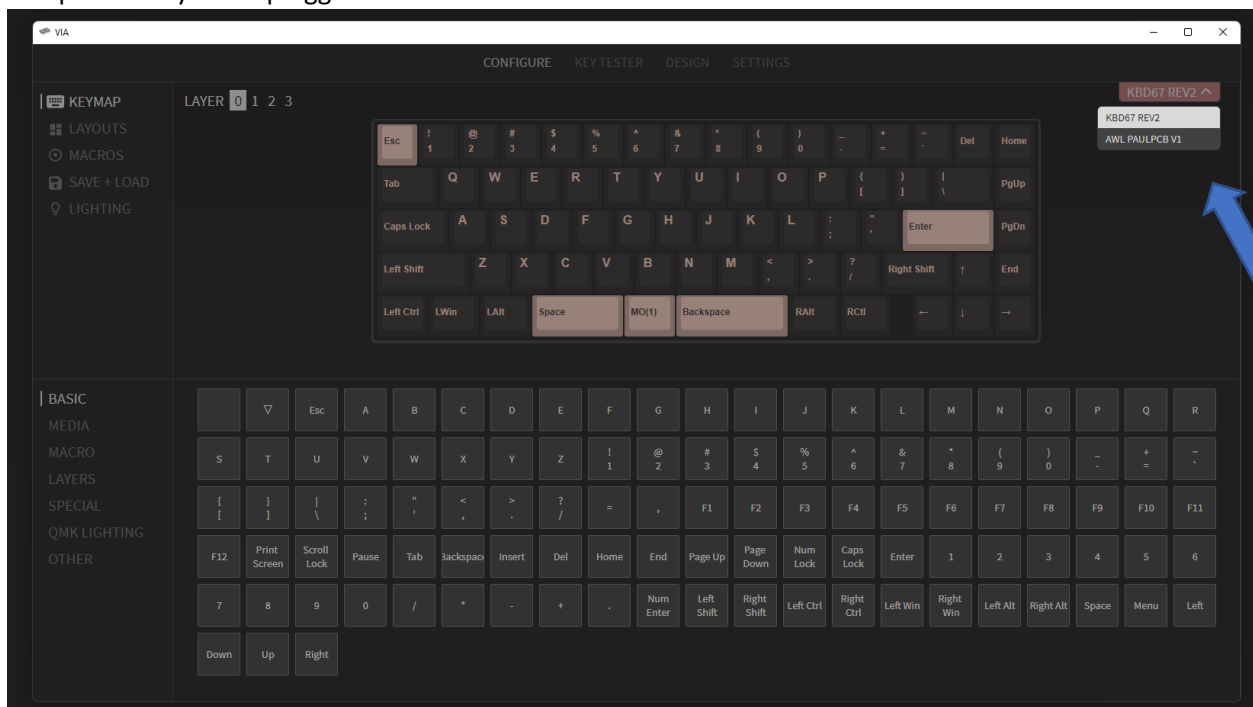 VIA
CONFIGURE KEY TESTER DESIGN SETTINGS
KEYMAP
LAYOUTS
MACROS
SAVE + LOAD
LIGHTING
LAYER 0 1 2 3
KBD67 REV2
KBD67 REV2
AWL PAULPCB V1
Esc ! 1 @ 2 # 3 $ 4 % 5 ^ 6 & 7 * 8 ( 9 ) 0 _ - + = ~ ` Del Home
Tab Q W E R T Y U I O P { [ } ] | \ PgUp
Caps Lock A S D F G H J K L : ; " ' Enter PgDn
Left Shift Z X C V B N M < , > . ? / Right Shift ↑ End
Left Ctrl LWin LAlt Space MO(1) Backspace RAlt RCtl ← ↓ →
BASIC
MEDIA
MACRO
LAYERS
SPECIAL
QMK LIGHTING
OTHER
▽ Esc A B C D E F G H I J K L M N O P Q R
S T U V W X Y Z ! 1 @ 2 # 3 $ 4 % 5 ^ 6 & 7 * 8 ( 9 ) 0 _ - + = ~ `
{ [ } ] | \ : ; " ' < , > . ? / = , F1 F2 F3 F4 F5 F6 F7 F8 F9 F10 F11
F12 Print Screen Scroll Lock Pause Tab Backspace Insert Del Home End Page Up Page Down Num Lock Caps Lock Enter 1 2 3 4 5 6
7 8 9 0 / * - + . Num Enter Left Shift Right Shift Left Ctrl Right Ctrl Left Win Right Win Left Alt Right Alt Space Menu Left
Down Up Right